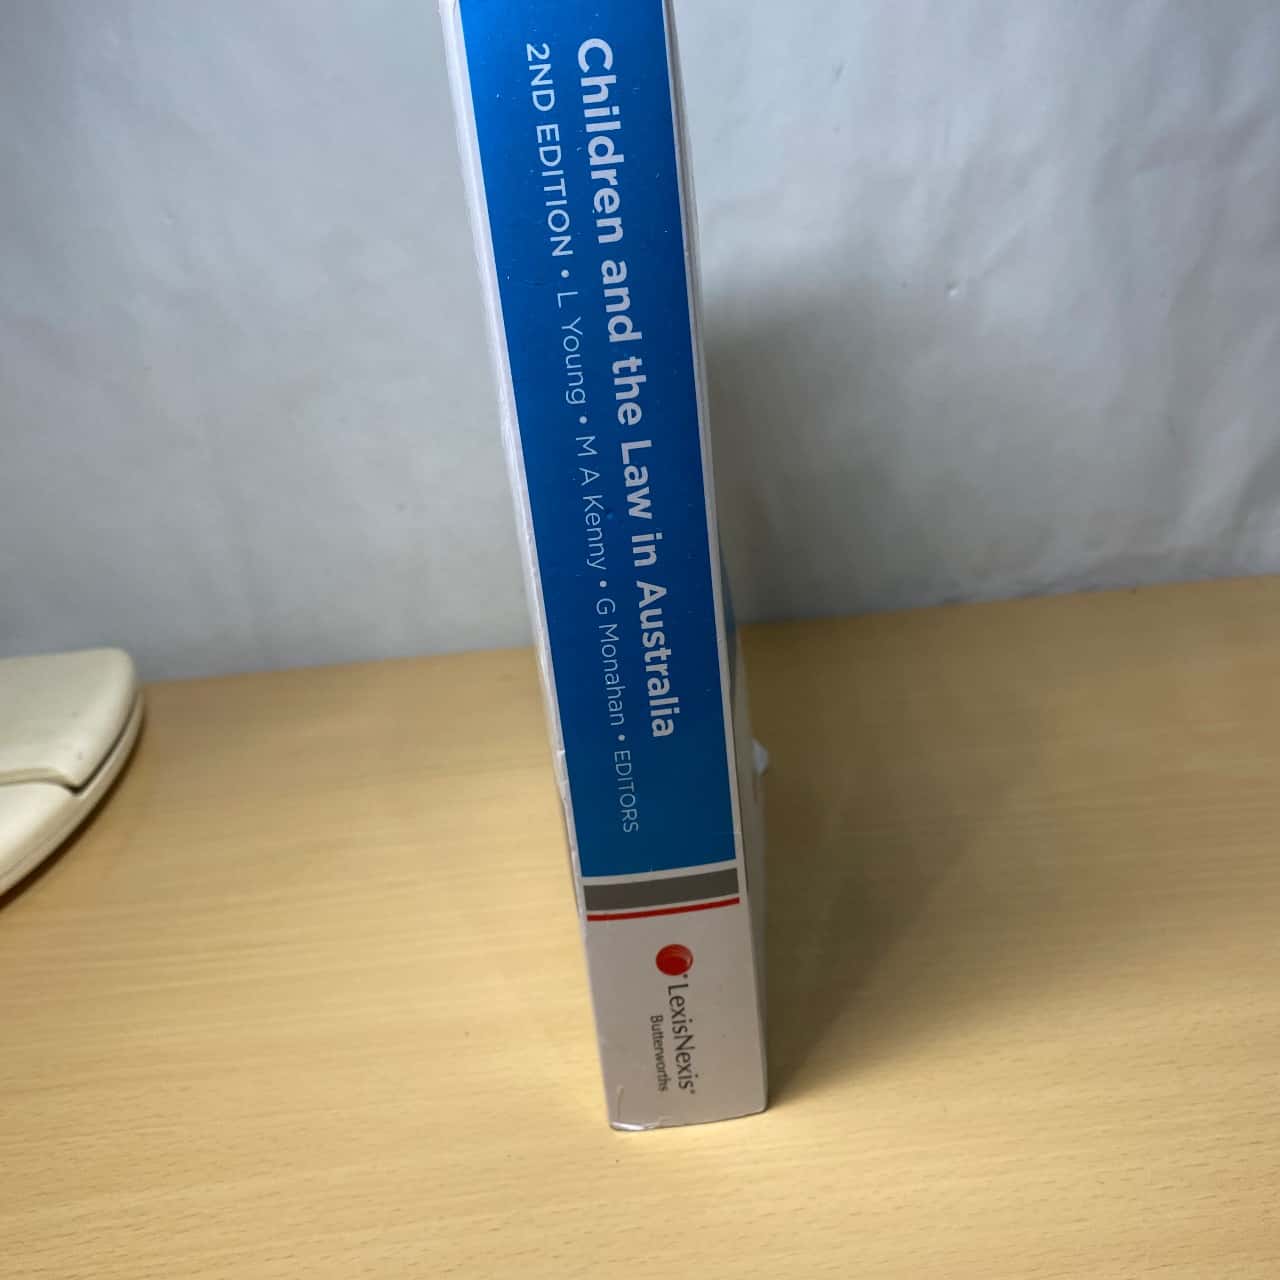 Children and the Law in Australia
2ND EDITION • L Young • M A Kenny • G Monahan • EDITORS
LexisNexis®
Butterworths